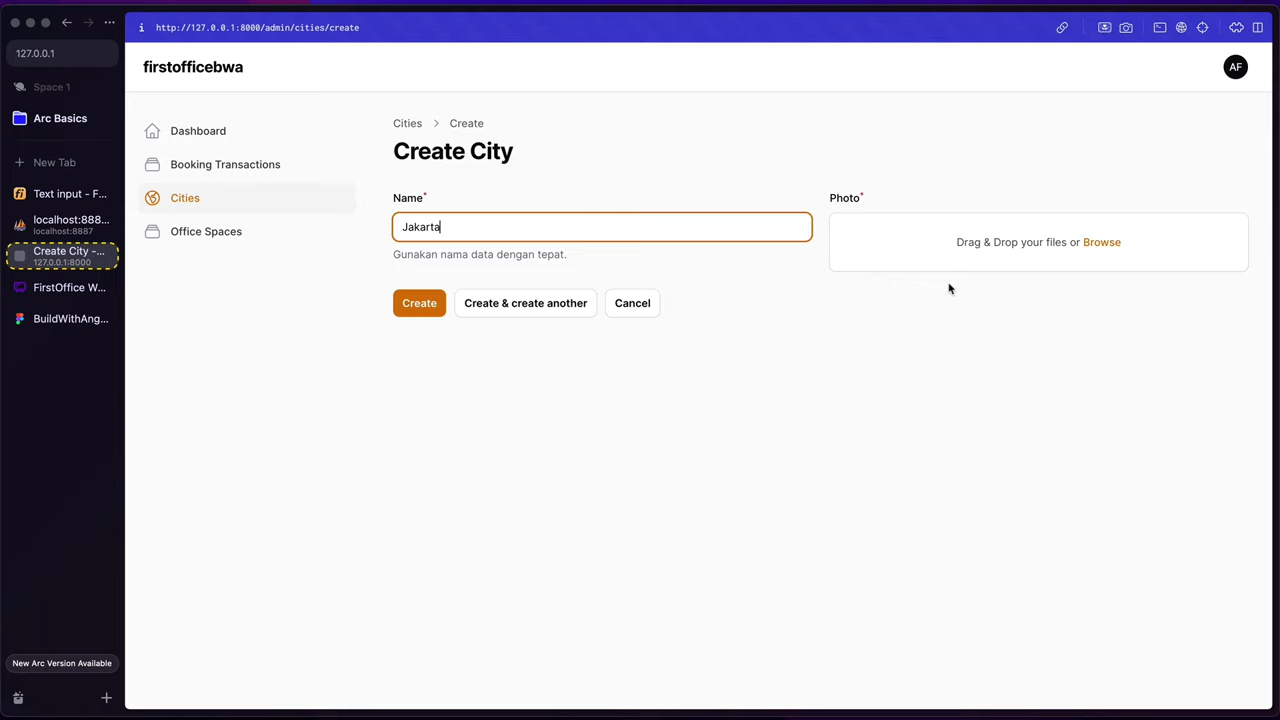 http://127.0.0.1:8000/admin/cities/create
127.0.0.1
Space 1
Arc Basics
New Tab
Text input - F...
localhost:888...
localhost:8887
Create City -...
127.0.0.1:8000
FirstOffice W...
BuildWithAng...
New Arc Version Available
firstofficebwa
AF
Dashboard
Booking Transactions
Cities
Office Spaces
Cities > Create
Create City
Name*
Jakarta
Gunakan nama data dengan tepat.
Photo*
Drag & Drop your files or Browse
Create
Create & create another
Cancel